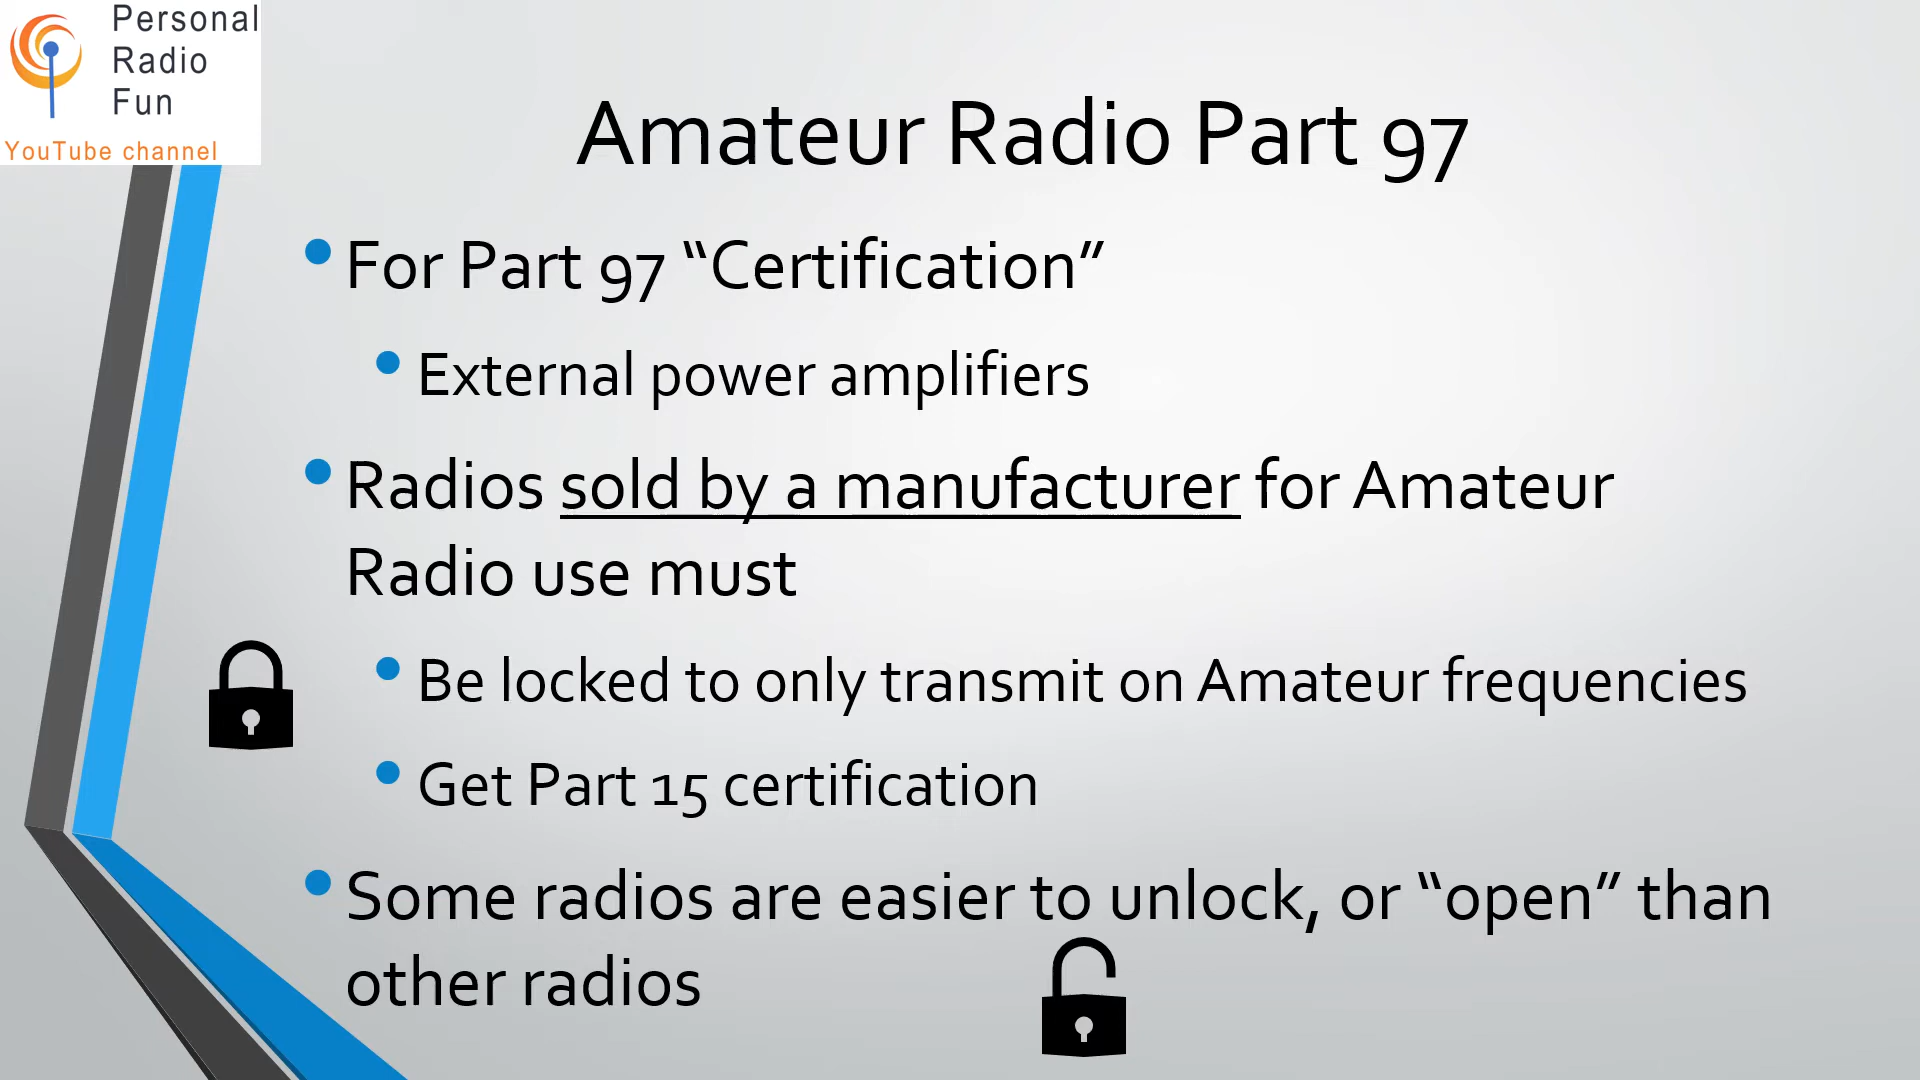 Personal
Radio
Fun
YouTube channel
Amateur Radio Part 97
• For Part 97 “Certification”
• External power amplifiers
• Radios sold by a manufacturer for Amateur
Radio use must
• Be locked to only transmit on Amateur frequencies
• Get Part 15 certification
• Some radios are easier to unlock, or “open” than
other radios